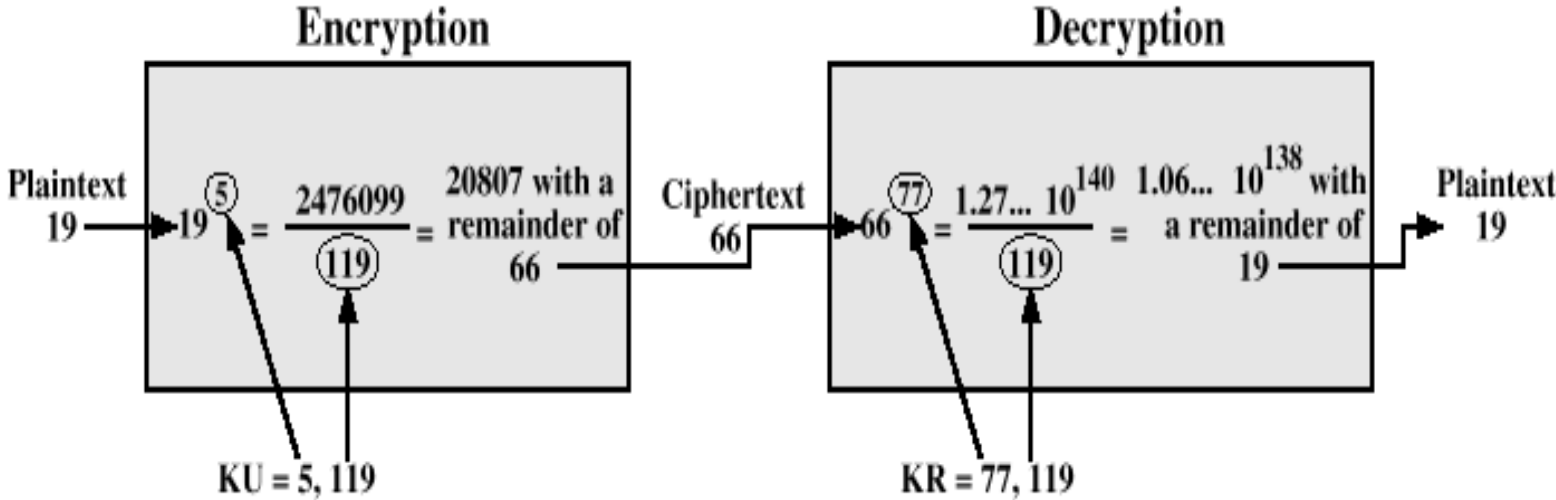 Encryption
Decryption
Plaintext
19
19 5 = 2476099 / 119 = 20807 with a
remainder of
66
Ciphertext
66
66 77 = 1.27... 10 140 / 119 = 1.06... 10 138 with
a remainder of
19
Plaintext
19
KU = 5, 119
KR = 77, 119